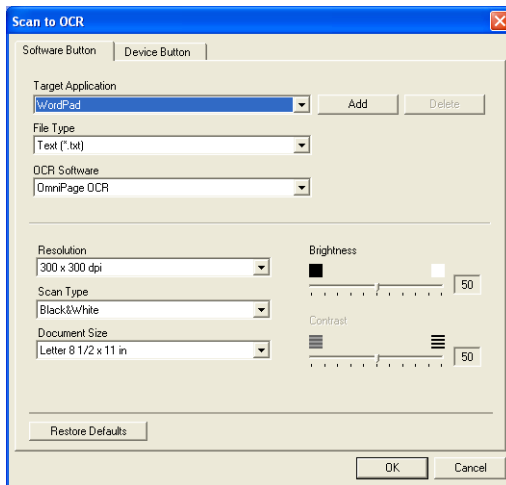 Scan to OCR
Software Button Device Button
Target Application
WordPad Add Delete
File Type
Text (*.txt)
OCR Software
OmniPage OCR
Resolution Brightness
300 x 300 dpi 50
Scan Type
Black&White
Contrast
Document Size
Letter 8 1/2 x 11 in 50
Restore Defaults
OK Cancel